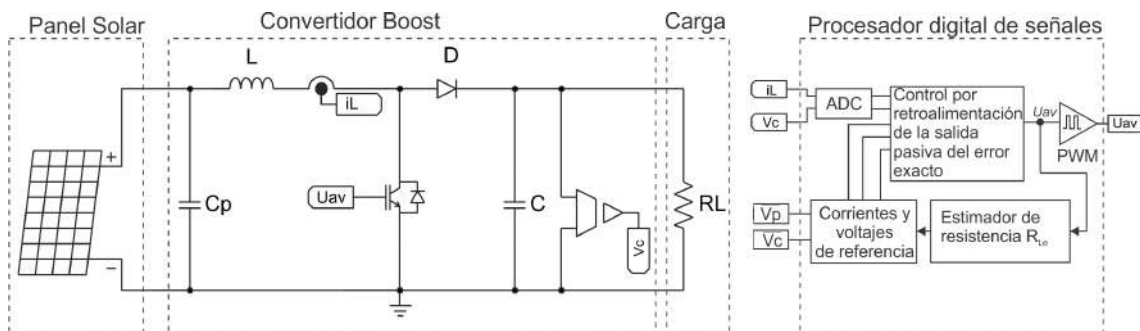 Panel Solar
Convertidor Boost
Carga
Procesador digital de señales
L
D
iL
+
Cp
Uav
C
Vc
RL
−
iL
Vc
ADC
Control por
retroalimentación
de la salida
pasiva del error
exacto
Uav
PWM
Uav
Vp
Vc
Corrientes y
voltajes
de referencia
Estimador de
resistencia RLe